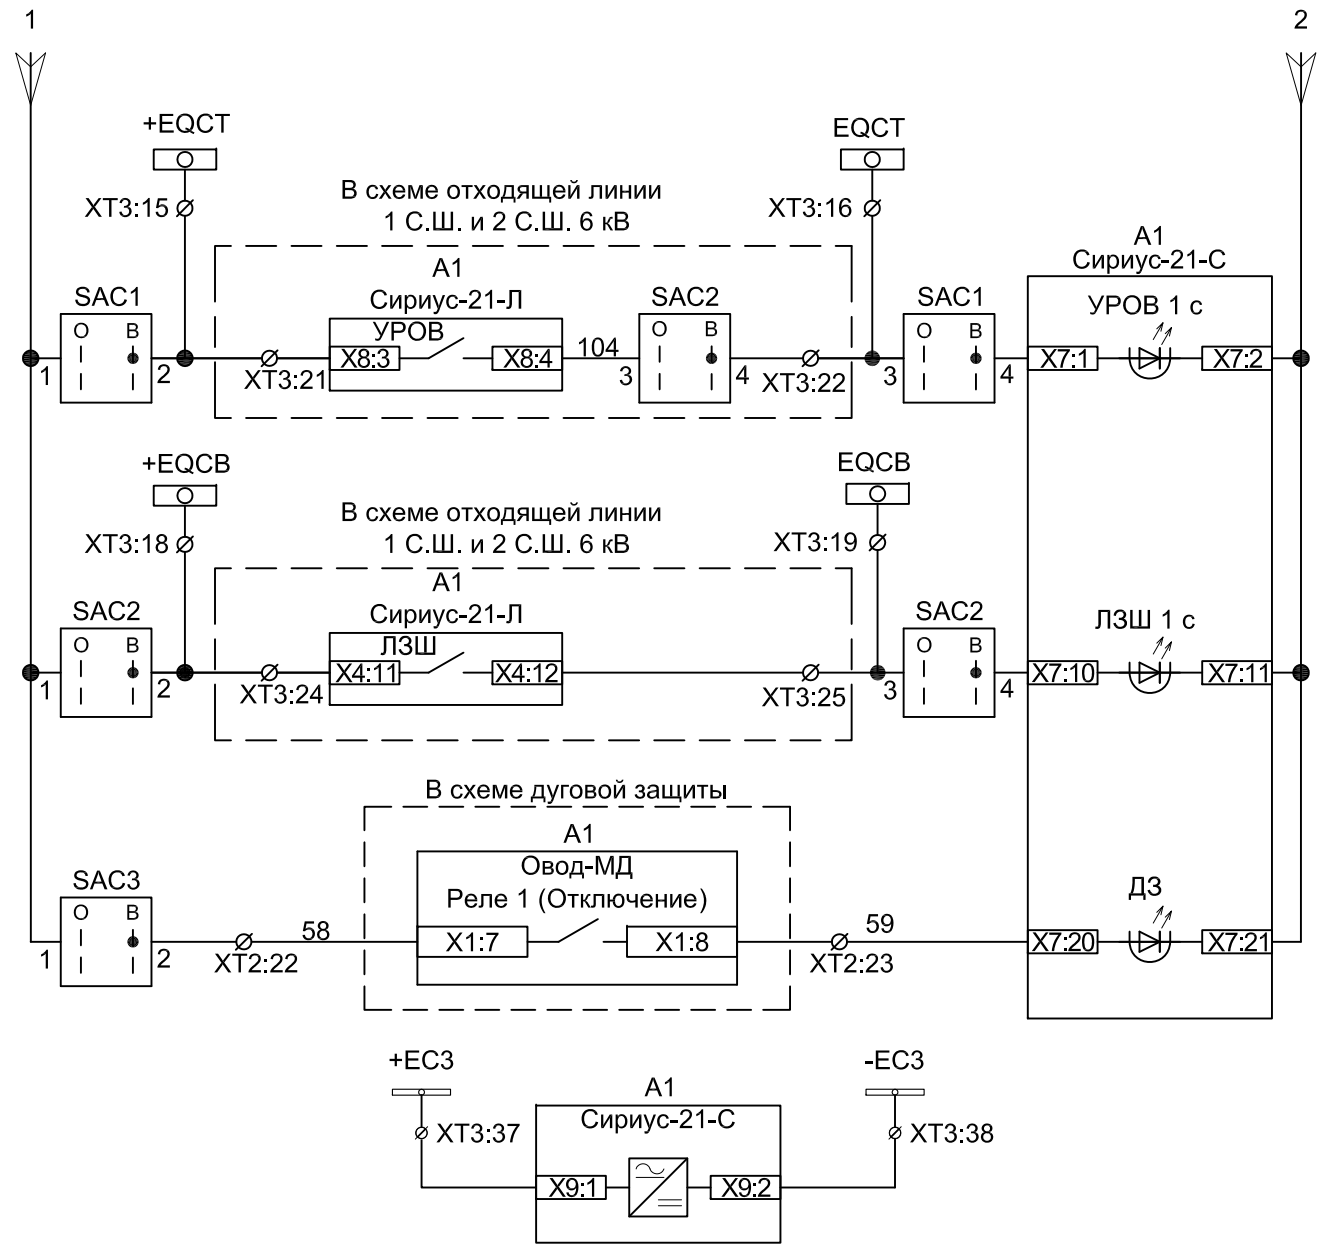 1
2
+EQCT
EQCT
XT3:15
XT3:16
В схеме отходящей линии
1 С.Ш. и 2 С.Ш. 6 кВ
A1
Сириус-21-Л
A1
Сириус-21-С
SAC1
SAC2
SAC1
УРОВ 1 с
О В
УРОВ
О В
О В
X8:3
X8:4
104
X7:1
X7:2
1
2
XT3:21
3
4
XT3:22
3
4
+EQCB
EQCB
XT3:18
XT3:19
В схеме отходящей линии
1 С.Ш. и 2 С.Ш. 6 кВ
A1
Сириус-21-Л
SAC2
SAC2
ЛЗШ 1 с
О В
ЛЗШ
О В
X4:11
X4:12
X7:10
X7:11
1
2
XT3:24
XT3:25
3
4
В схеме дуговой защиты
A1
Овод-МД
Реле 1 (Отключение)
SAC3
ДЗ
О В
58
59
X1:7
X1:8
X7:20
X7:21
1
2
XT2:22
XT2:23
+EC3
-EC3
A1
Сириус-21-С
XT3:37
XT3:38
X9:1
X9:2